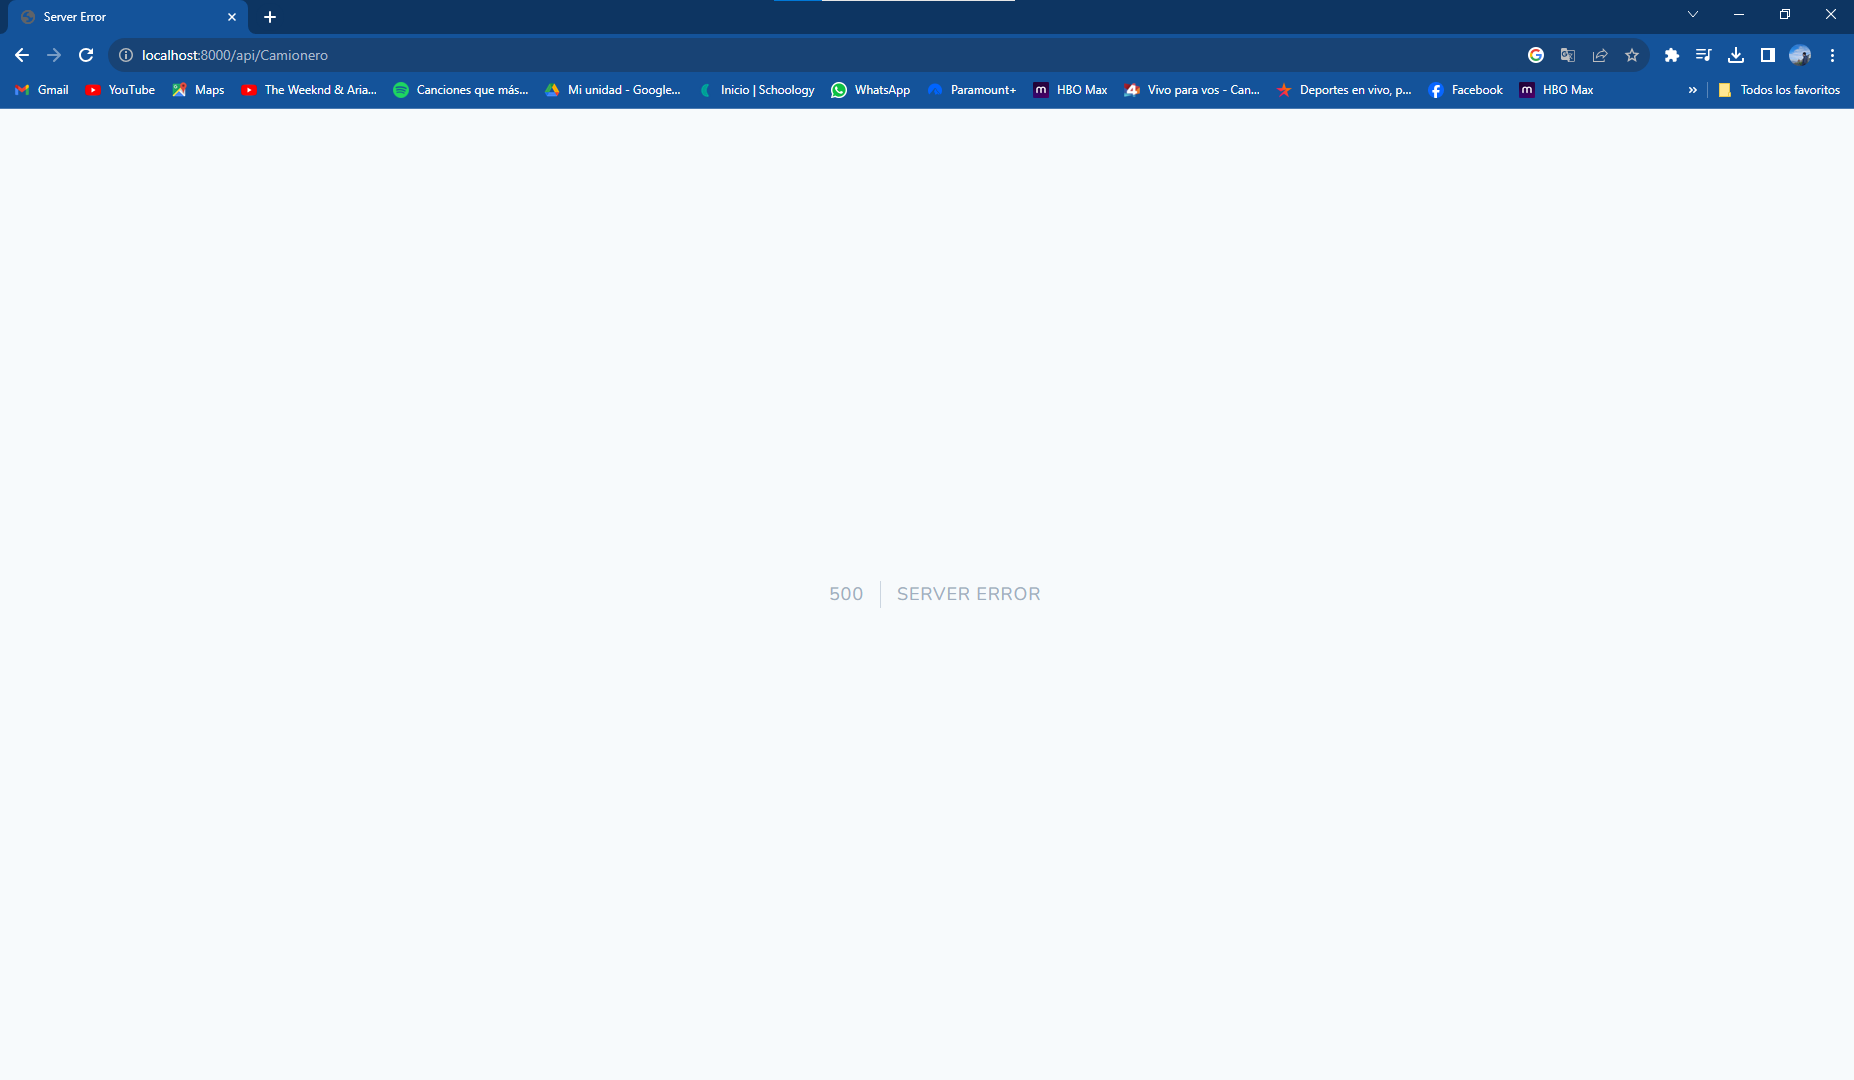 Server Error
localhost:8000/api/Camionero
Gmail YouTube Maps The Weeknd & Aria... Canciones que más... Mi unidad - Google... Inicio | Schoology WhatsApp Paramount+ m HBO Max 4 Vivo para vos - Can... Deportes en vivo, p... Facebook m HBO Max » Todos los favoritos
500 | SERVER ERROR